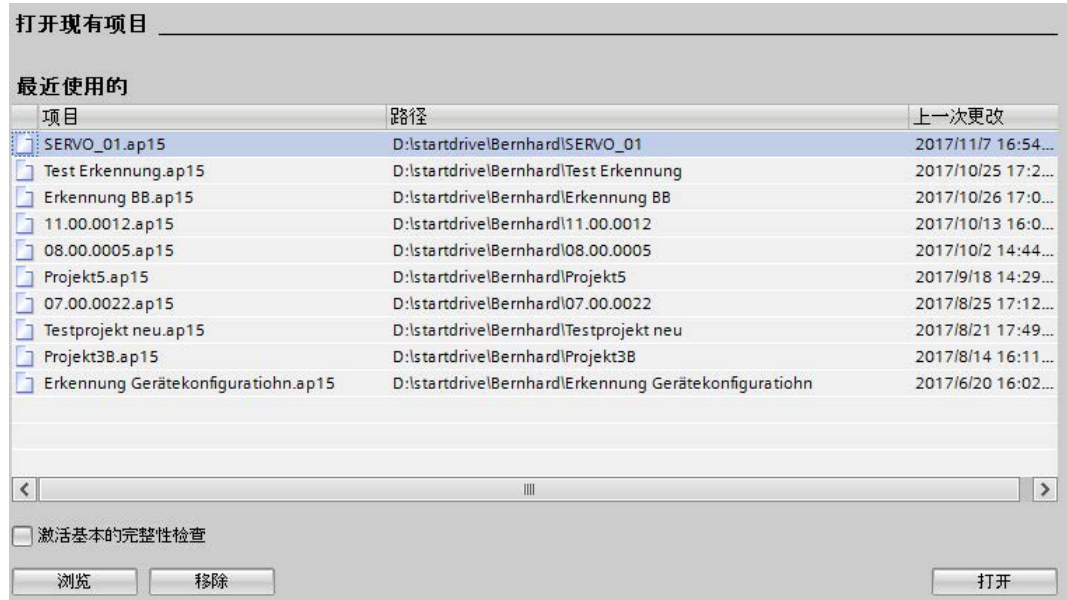 打开现有项目
最近使用的
项目 路径 上一次更改
SERVO_01.ap15 D:\startdrive\Bernhard\SERVO_01 2017/11/7 16:54...
Test Erkennung.ap15 D:\startdrive\Bernhard\Test Erkennung 2017/10/25 17:2...
Erkennung BB.ap15 D:\startdrive\Bernhard\Erkennung BB 2017/10/26 17:0...
11.00.0012.ap15 D:\startdrive\Bernhard\11.00.0012 2017/10/13 16:0...
08.00.0005.ap15 D:\startdrive\Bernhard\08.00.0005 2017/10/2 14:44...
Projekt5.ap15 D:\startdrive\Bernhard\Projekt5 2017/9/18 14:29...
07.00.0022.ap15 D:\startdrive\Bernhard\07.00.0022 2017/8/25 17:12...
Testprojekt neu.ap15 D:\startdrive\Bernhard\Testprojekt neu 2017/8/21 17:49...
Projekt3B.ap15 D:\startdrive\Bernhard\Projekt3B 2017/8/14 16:11...
Erkennung Gerätekonfiguratiohn.ap15 D:\startdrive\Bernhard\Erkennung Gerätekonfiguratiohn 2017/6/20 16:02...
激活基本的完整性检查
浏览 移除 打开